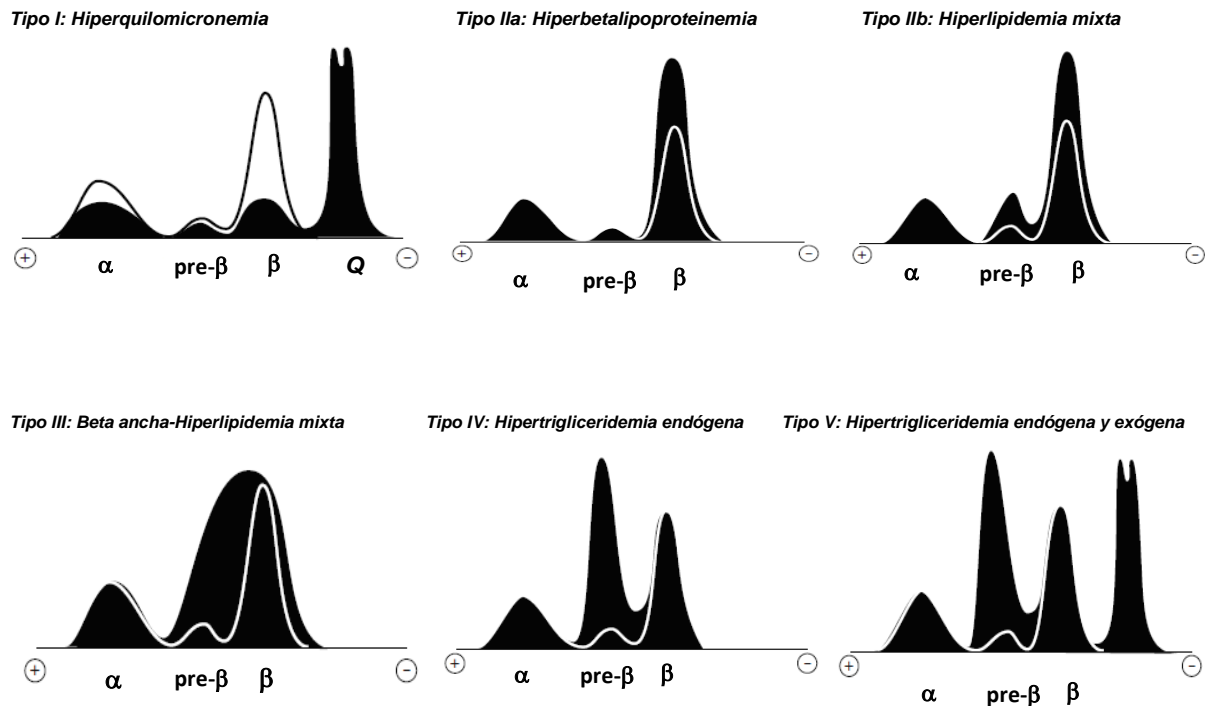 Tipo I: Hiperquilomicronemia
Tipo IIa: Hiperbetalipoproteinemia
Tipo IIb: Hiperlipidemia mixta
+ α pre-β β Q −
+ α pre-β β −
+ α pre-β β −
Tipo III: Beta ancha-Hiperlipidemia mixta
Tipo IV: Hipertrigliceridemia endógena
Tipo V: Hipertrigliceridemia endógena y exógena
+ α pre-β β −
+ α pre-β β −
+ α pre-β β −